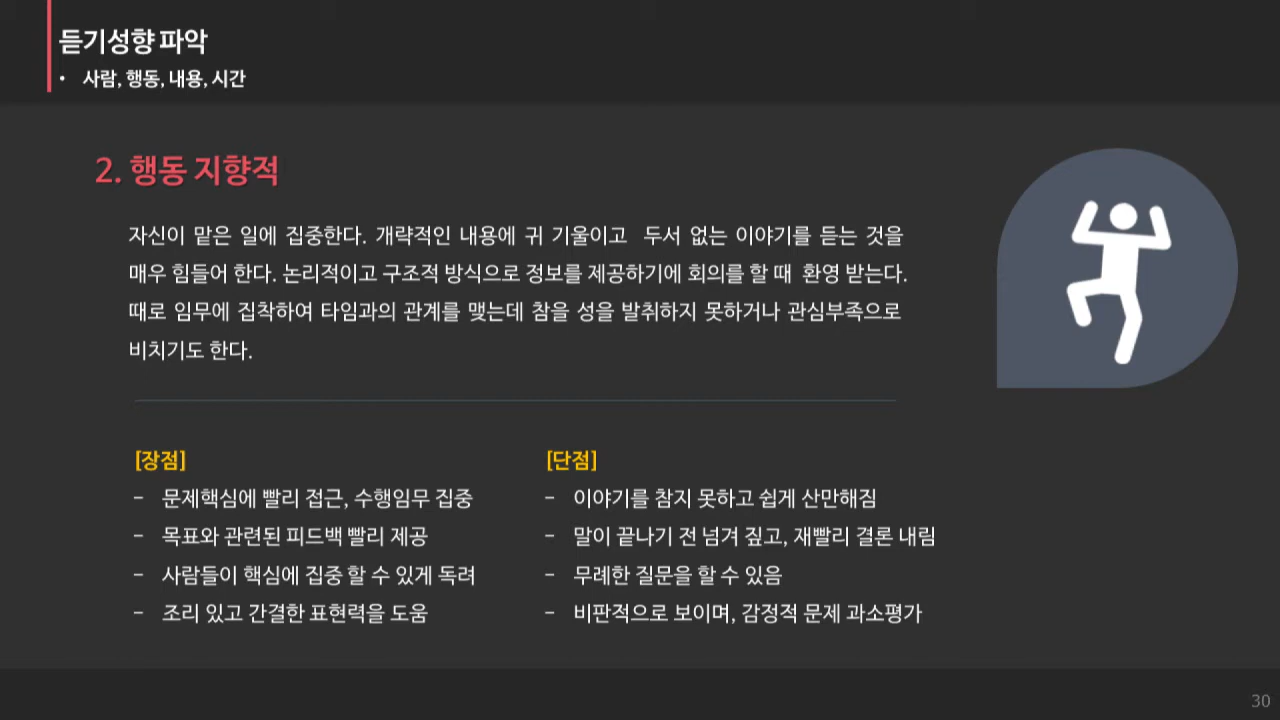 듣기성향 파악
• 사람, 행동, 내용, 시간
2. 행동 지향적
자신이 맡은 일에 집중한다. 개략적인 내용에 귀 기울이고 두서 없는 이야기를 듣는 것을
매우 힘들어 한다. 논리적이고 구조적 방식으로 정보를 제공하기에 회의를 할 때 환영 받는다.
때로 임무에 집착하여 타임과의 관계를 맺는데 참을 성을 발취하지 못하거나 관심부족으로
비치기도 한다.
[장점]
- 문제핵심에 빨리 접근, 수행임무 집중
- 목표와 관련된 피드백 빨리 제공
- 사람들이 핵심에 집중 할 수 있게 독려
- 조리 있고 간결한 표현력을 도움
[단점]
- 이야기를 참지 못하고 쉽게 산만해짐
- 말이 끝나기 전 넘겨 짚고, 재빨리 결론 내림
- 무례한 질문을 할 수 있음
- 비판적으로 보이며, 감정적 문제 과소평가
30